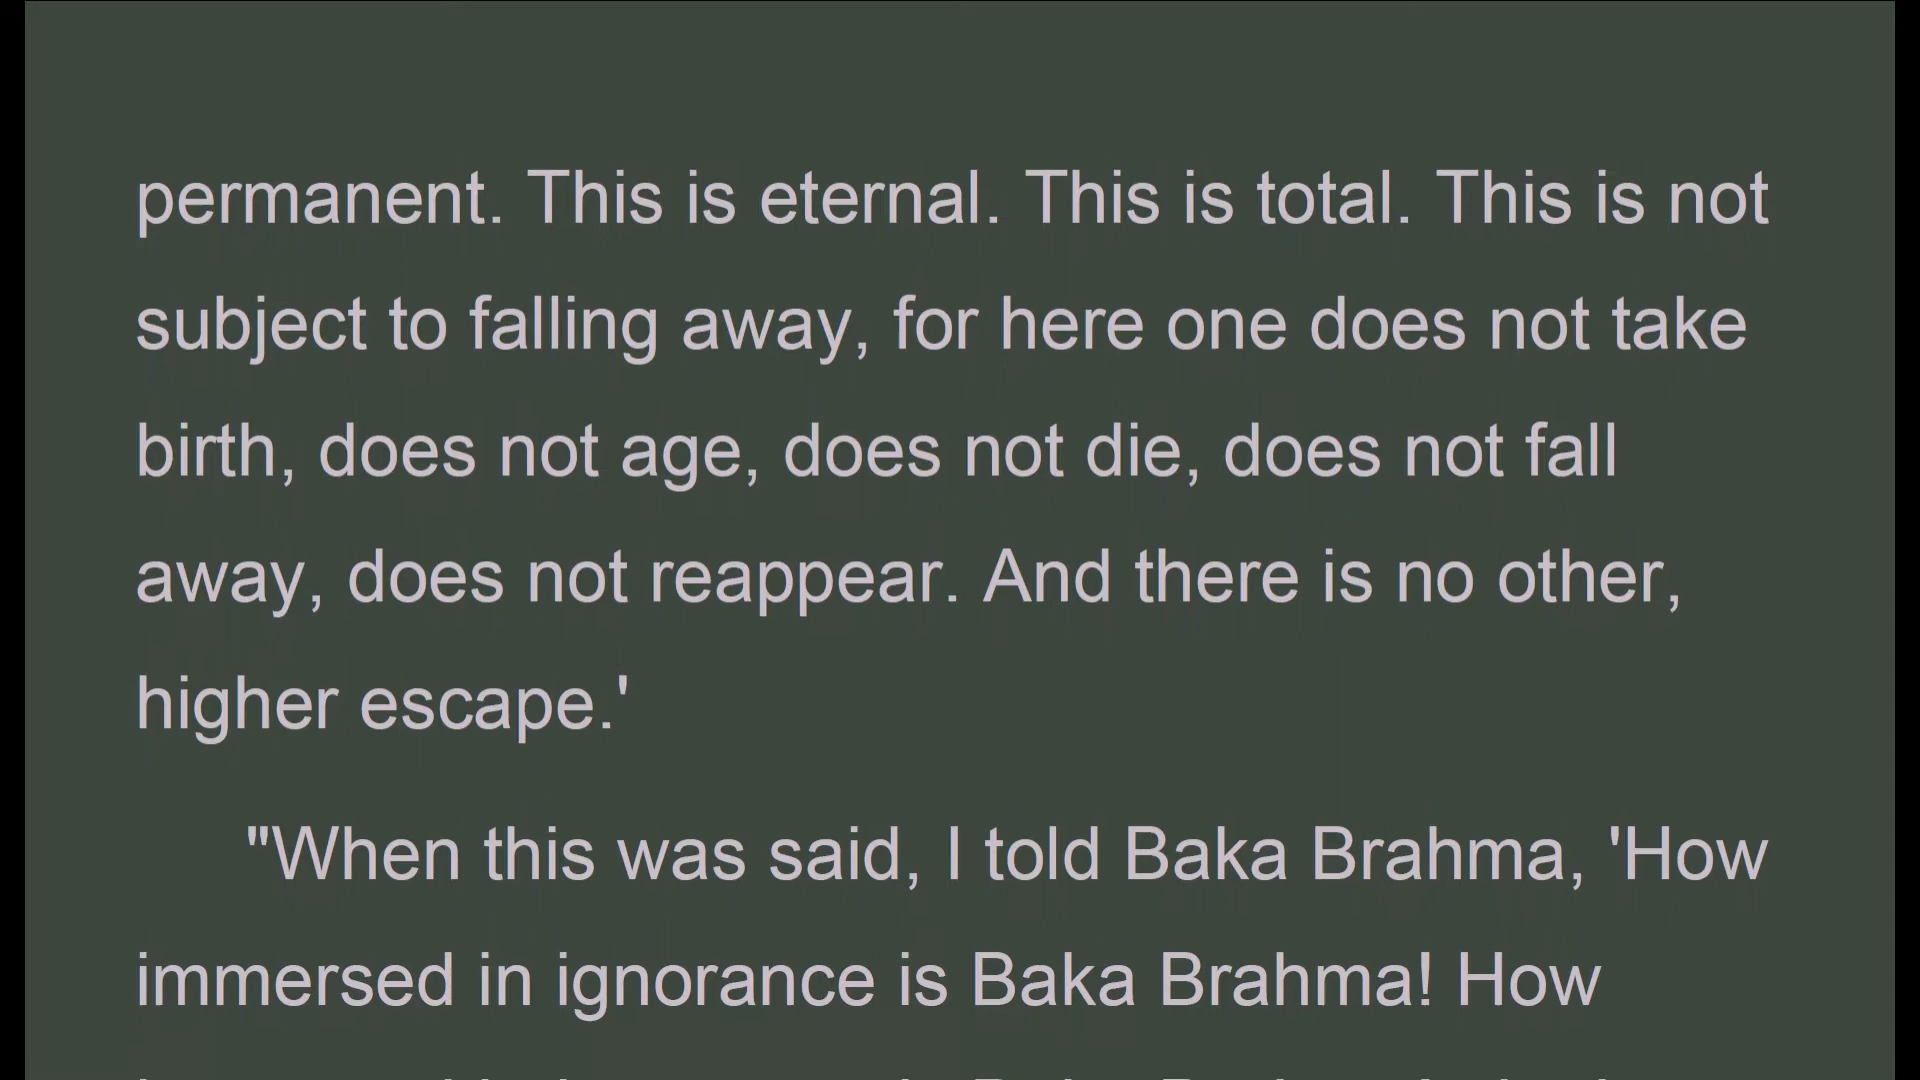 permanent. This is eternal. This is total. This is not
subject to falling away, for here one does not take
birth, does not age, does not die, does not fall
away, does not reappear. And there is no other,
higher escape.'
"When this was said, I told Baka Brahma, 'How
immersed in ignorance is Baka Brahma! How